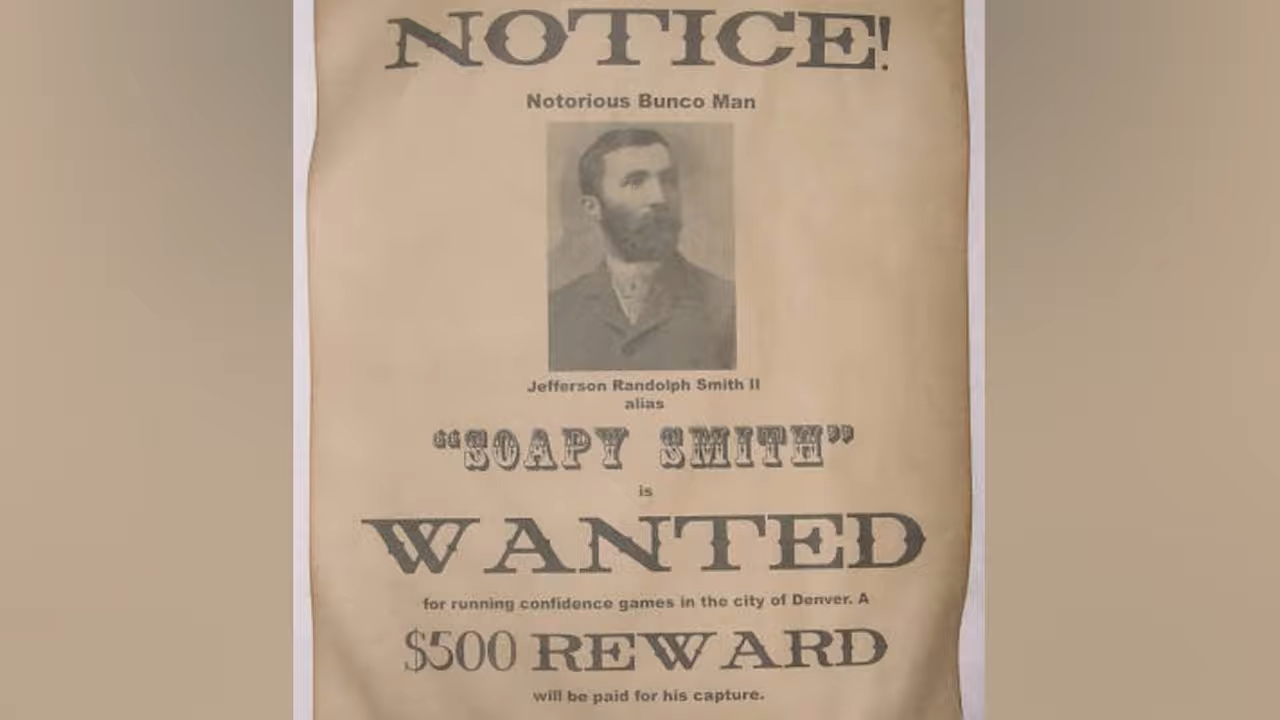 NOTICE!
Notorious Bunco Man
Jefferson Randolph Smith II
alias
“SOAPY SMITH”
is
WANTED
for running confidence games in the city of Denver. A
$500 REWARD
will be paid for his capture.